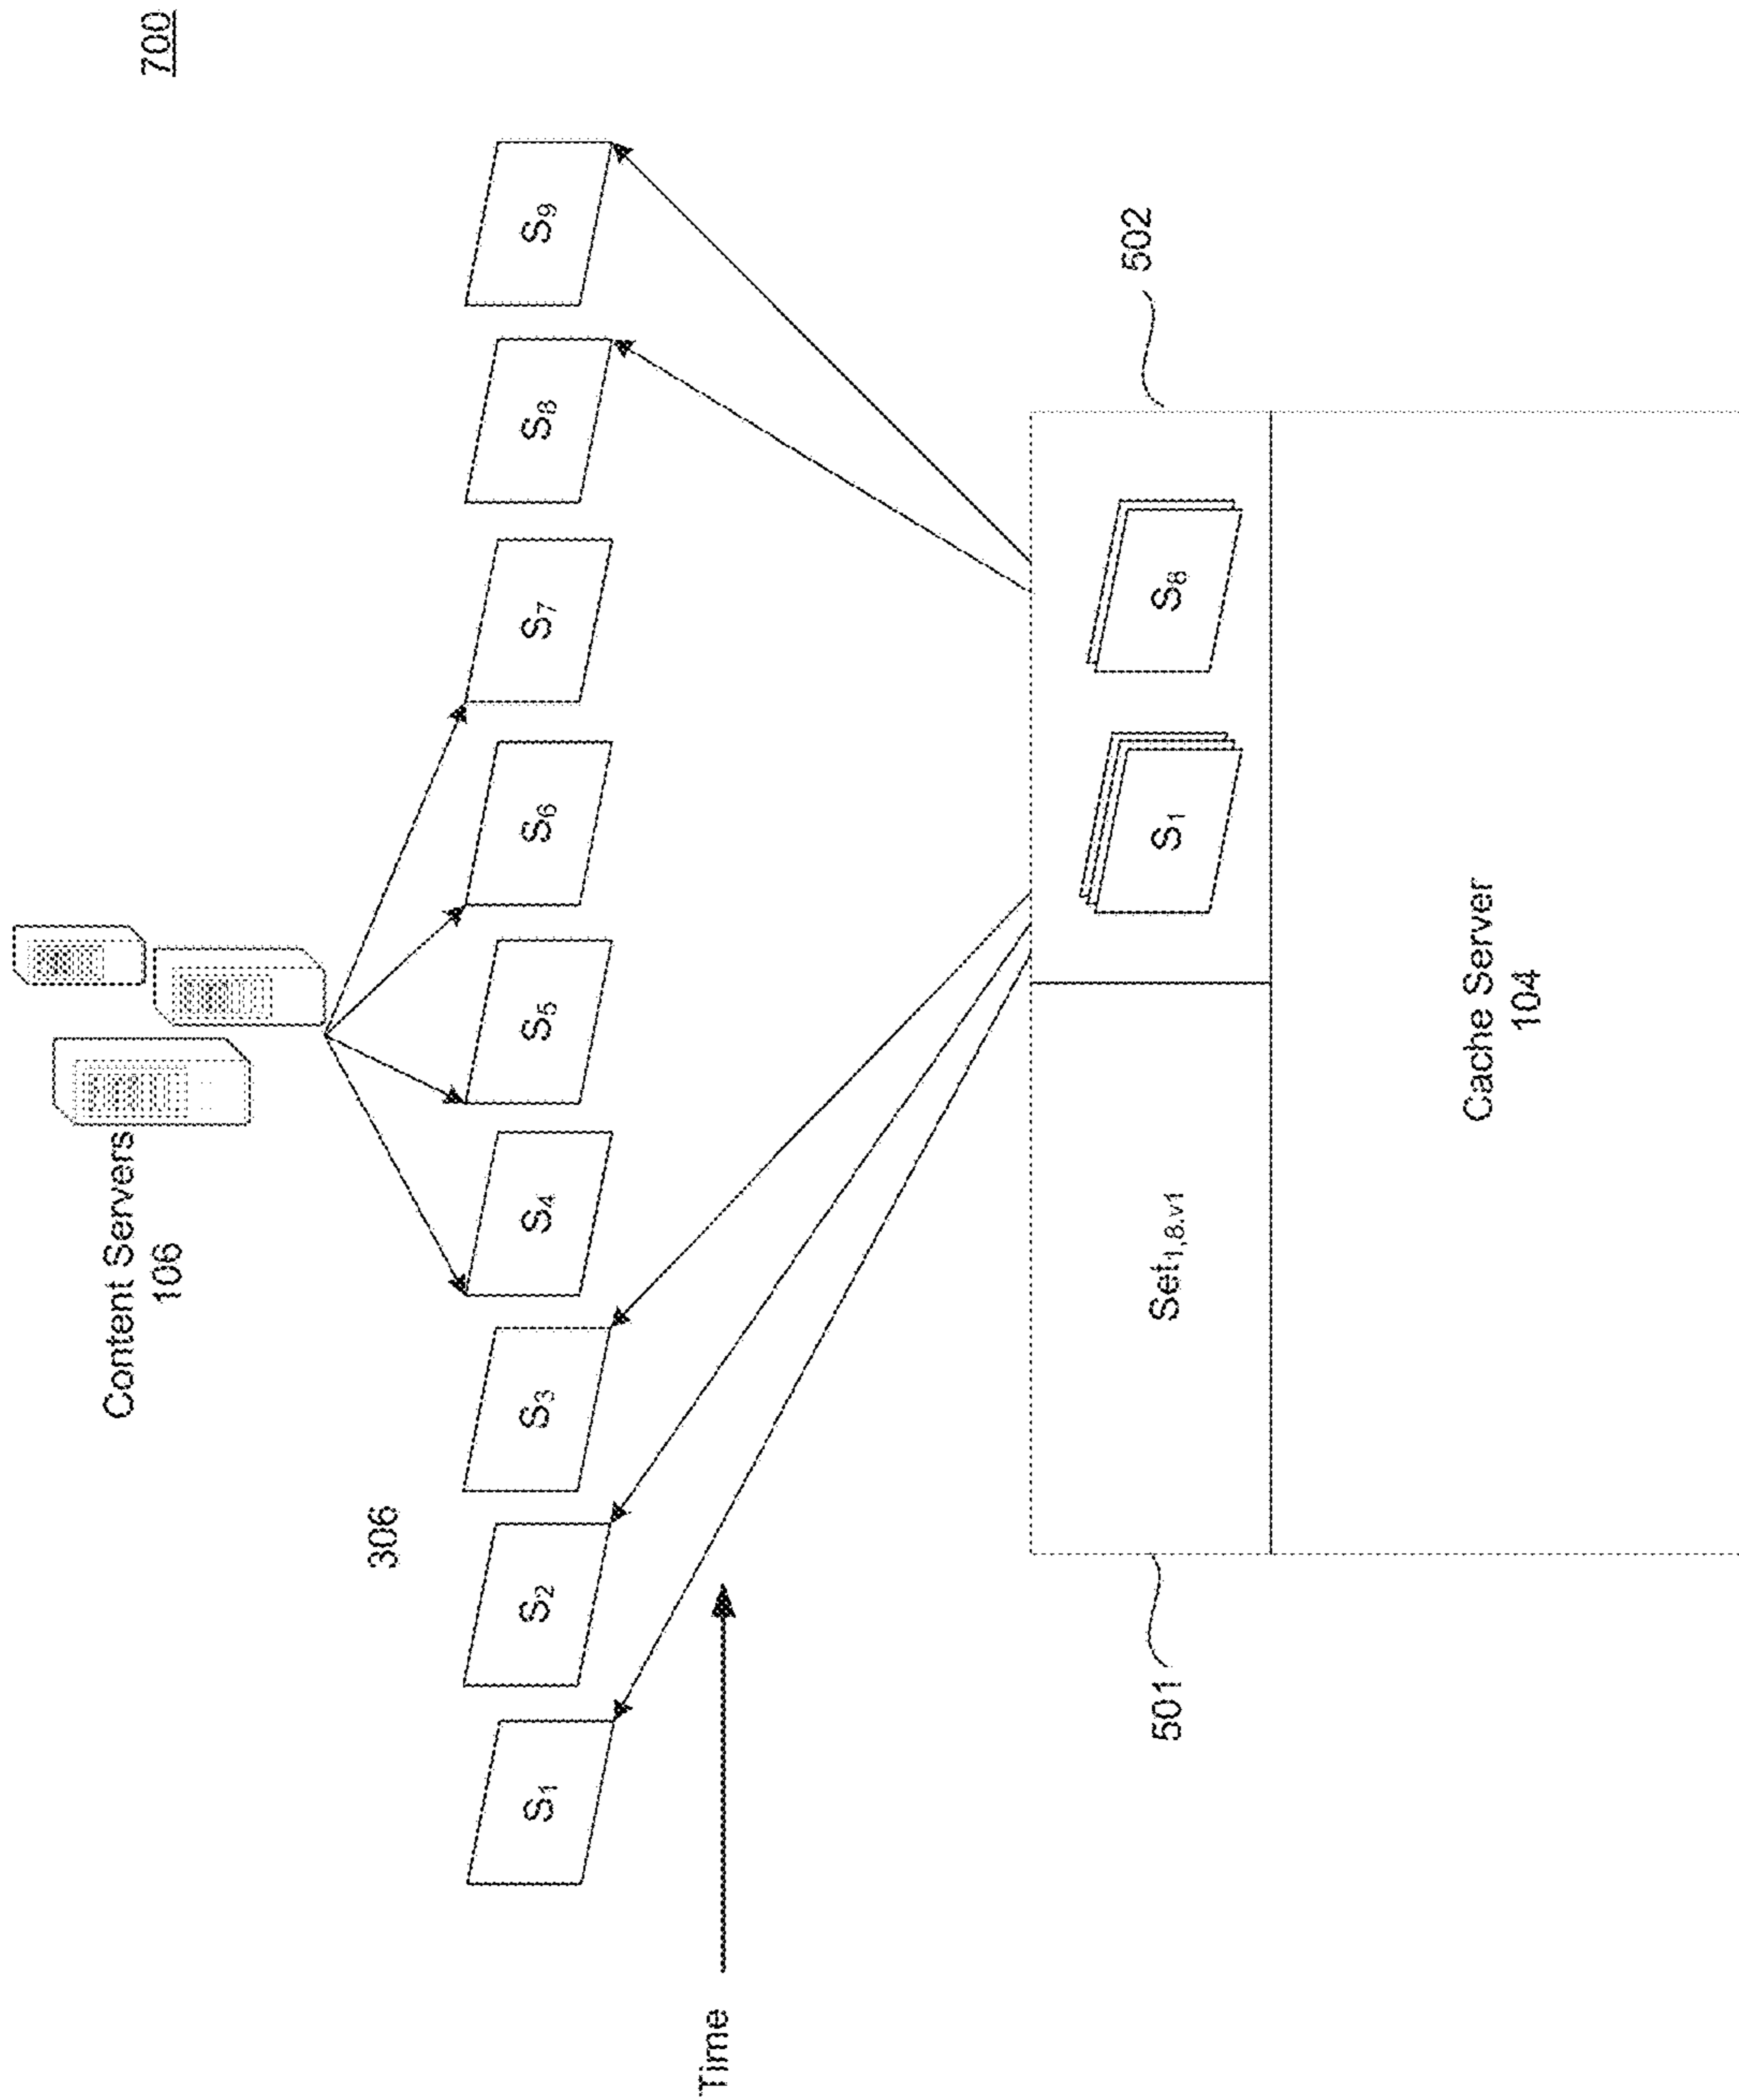 700
Content Servers
106
306
S₁
S₂
S₃
S₄
S₅
S₆
S₇
S₈
S₉
Time
501
502
Set₁,₈.ᵥ₁
S₁
S₈
Cache Server
104